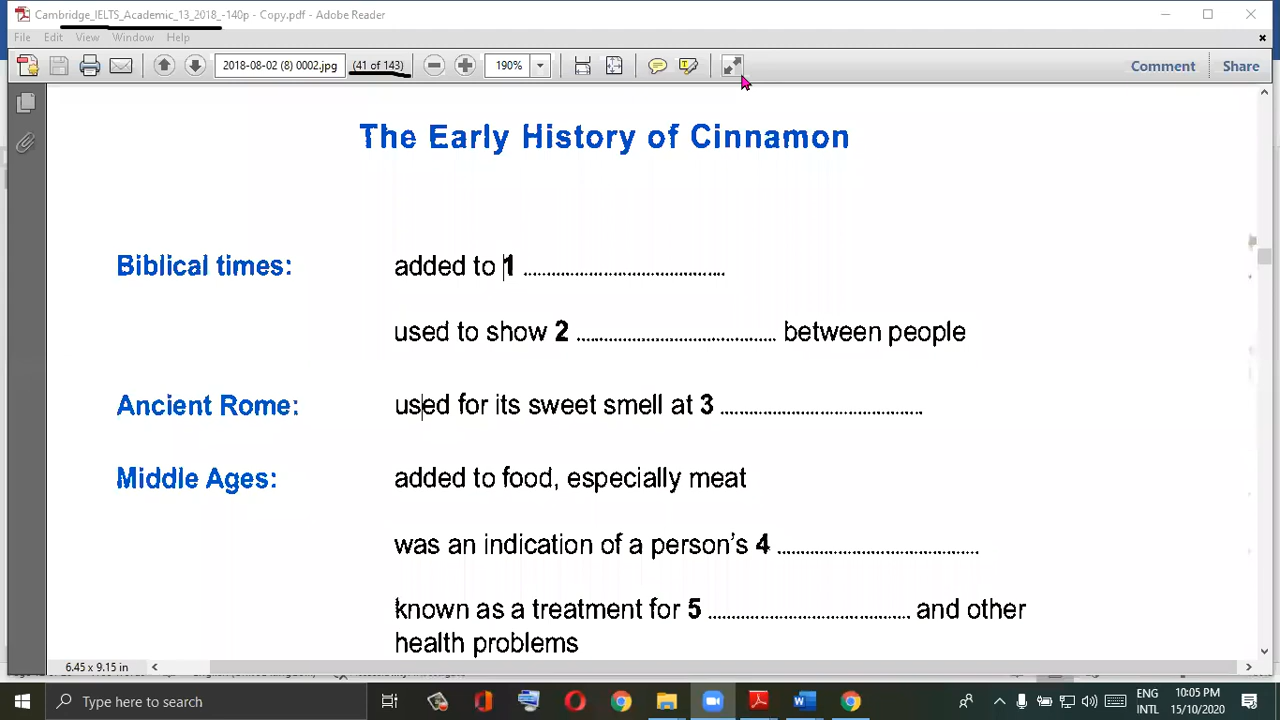 Cambridge_IELTS_Academic_13_2018_-140p - Copy.pdf - Adobe Reader
File Edit View Window Help
2018-08-02 (8) 0002.jpg (41 of 143) 190% Comment Share
The Early History of Cinnamon
Biblical times: added to 1 ..........................................
used to show 2 .......................................... between people
Ancient Rome: used for its sweet smell at 3 ..........................................
Middle Ages: added to food, especially meat
was an indication of a person's 4 ..........................................
known as a treatment for 5 .......................................... and other
health problems
6.45 x 9.15 in
Type here to search
ENG 10:05 PM
INTL 15/10/2020